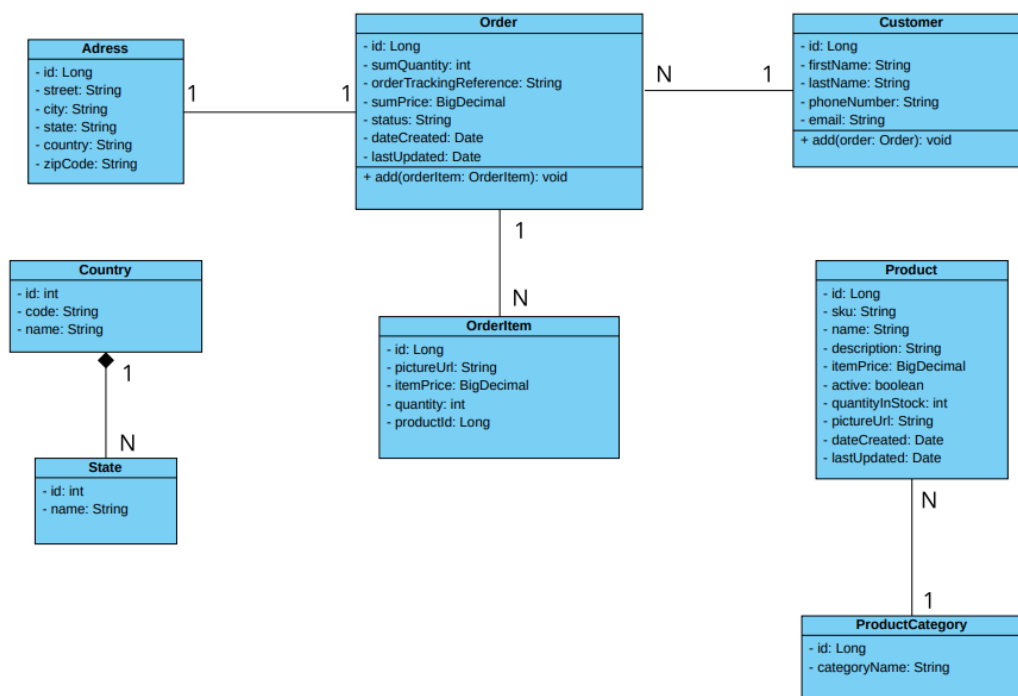 Adress
- id: Long
- street: String
- city: String
- state: String
- country: String
- zipCode: String
1
1
Order
- id: Long
- sumQuantity: int
- orderTrackingReference: String
- sumPrice: BigDecimal
- status: String
- dateCreated: Date
- lastUpdated: Date
+ add(orderItem: OrderItem): void
N
1
Customer
- id: Long
- firstName: String
- lastName: String
- phoneNumber: String
- email: String
+ add(order: Order): void
1
N
Country
- id: int
- code: String
- name: String
1
N
State
- id: int
- name: String
OrderItem
- id: Long
- pictureUrl: String
- itemPrice: BigDecimal
- quantity: int
- productId: Long
Product
- id: Long
- sku: String
- name: String
- description: String
- itemPrice: BigDecimal
- active: boolean
- quantityInStock: int
- pictureUrl: String
- dateCreated: Date
- lastUpdated: Date
N
1
ProductCategory
- id: Long
- categoryName: String